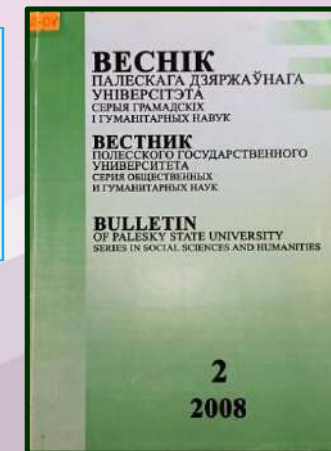 ВЕСНІК
ПАЛЕСКАГА ДЗЯРЖАЎНАГА
УНІВЕРСІТЭТА
СЕРЫЯ ГРАМАДСКІХ
І ГУМАНІТАРНЫХ НАВУК
ВЕСТНИК
ПОЛЕССКОГО ГОСУДАРСТВЕННОГО
УНИВЕРСИТЕТА
СЕРИЯ ОБЩЕСТВЕННЫХ
И ГУМАНИТАРНЫХ НАУК
BULLETIN
OF PALESKY STATE UNIVERSITY
SERIES IN SOCIAL SCIENCES AND HUMANITIES
2
2008